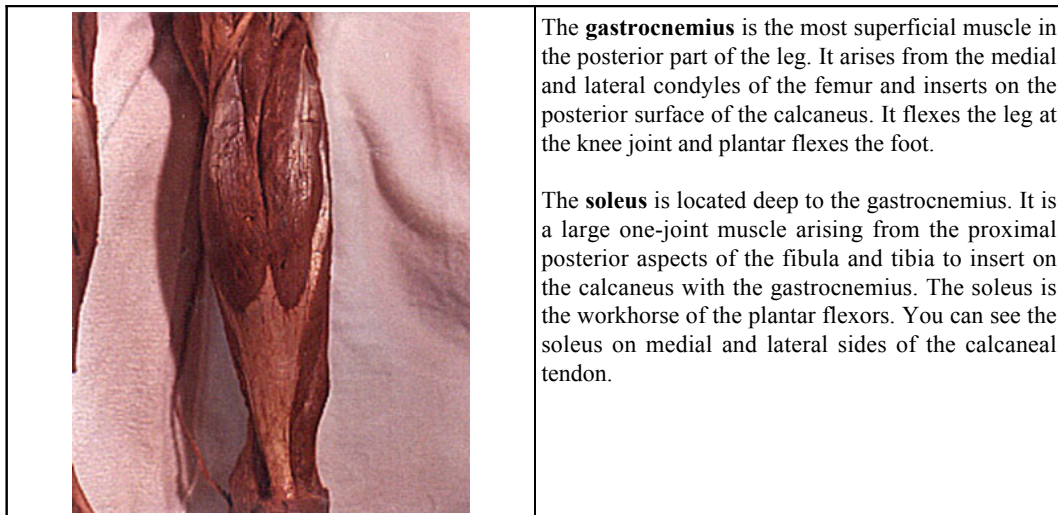 The gastrocnemius is the most superficial muscle in
the posterior part of the leg. It arises from the medial
and lateral condyles of the femur and inserts on the
posterior surface of the calcaneus. It flexes the leg at
the knee joint and plantar flexes the foot.
The soleus is located deep to the gastrocnemius. It is
a large one-joint muscle arising from the proximal
posterior aspects of the fibula and tibia to insert on
the calcaneus with the gastrocnemius. The soleus is
the workhorse of the plantar flexors. You can see the
soleus on medial and lateral sides of the calcaneal
tendon.